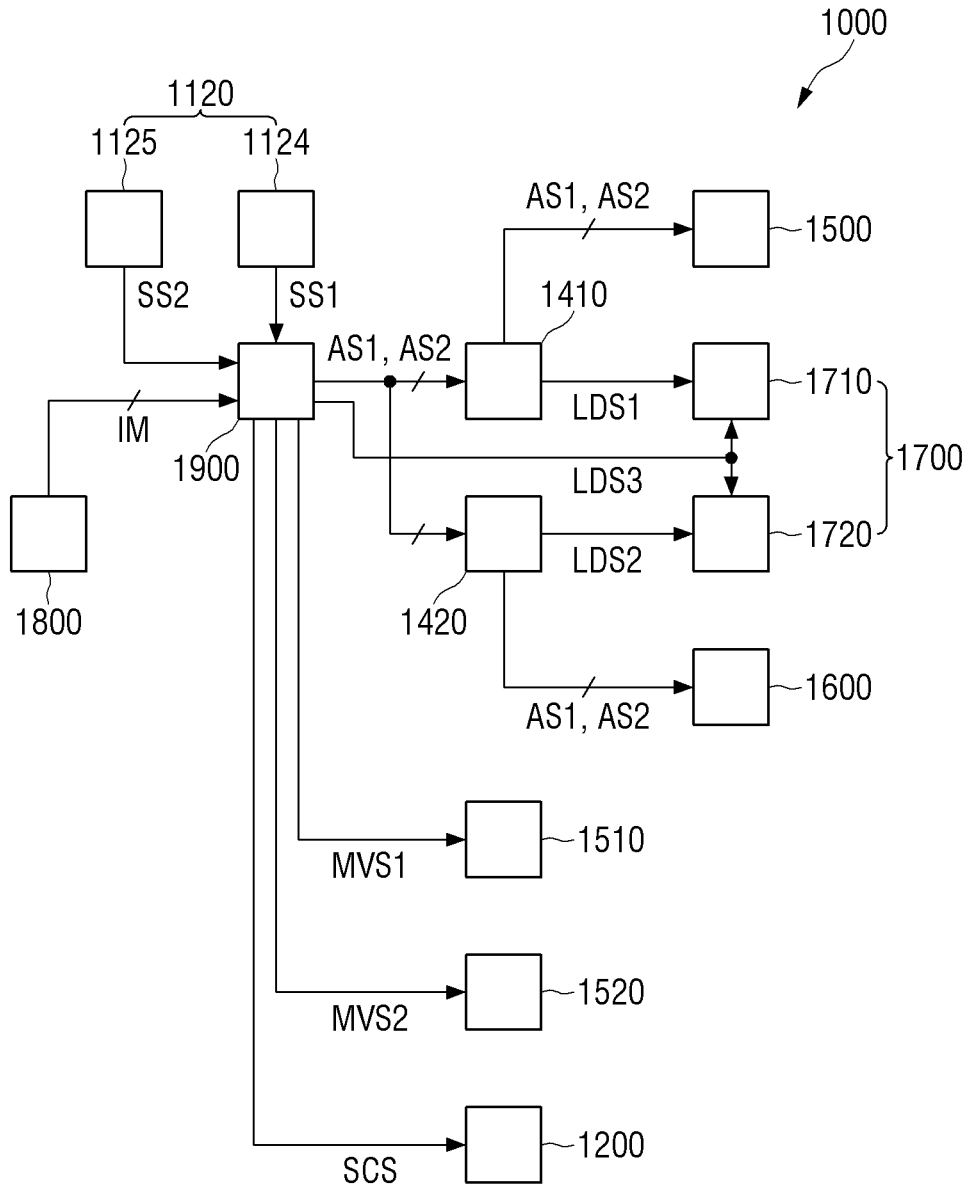 1000
1120
1125
1124
AS1, AS2
1500
SS2
SS1
1410
AS1, AS2
1710
LDS1
IM
1900
LDS3
1700
1720
LDS2
1800
1420
1600
AS1, AS2
1510
MVS1
1520
MVS2
1200
SCS